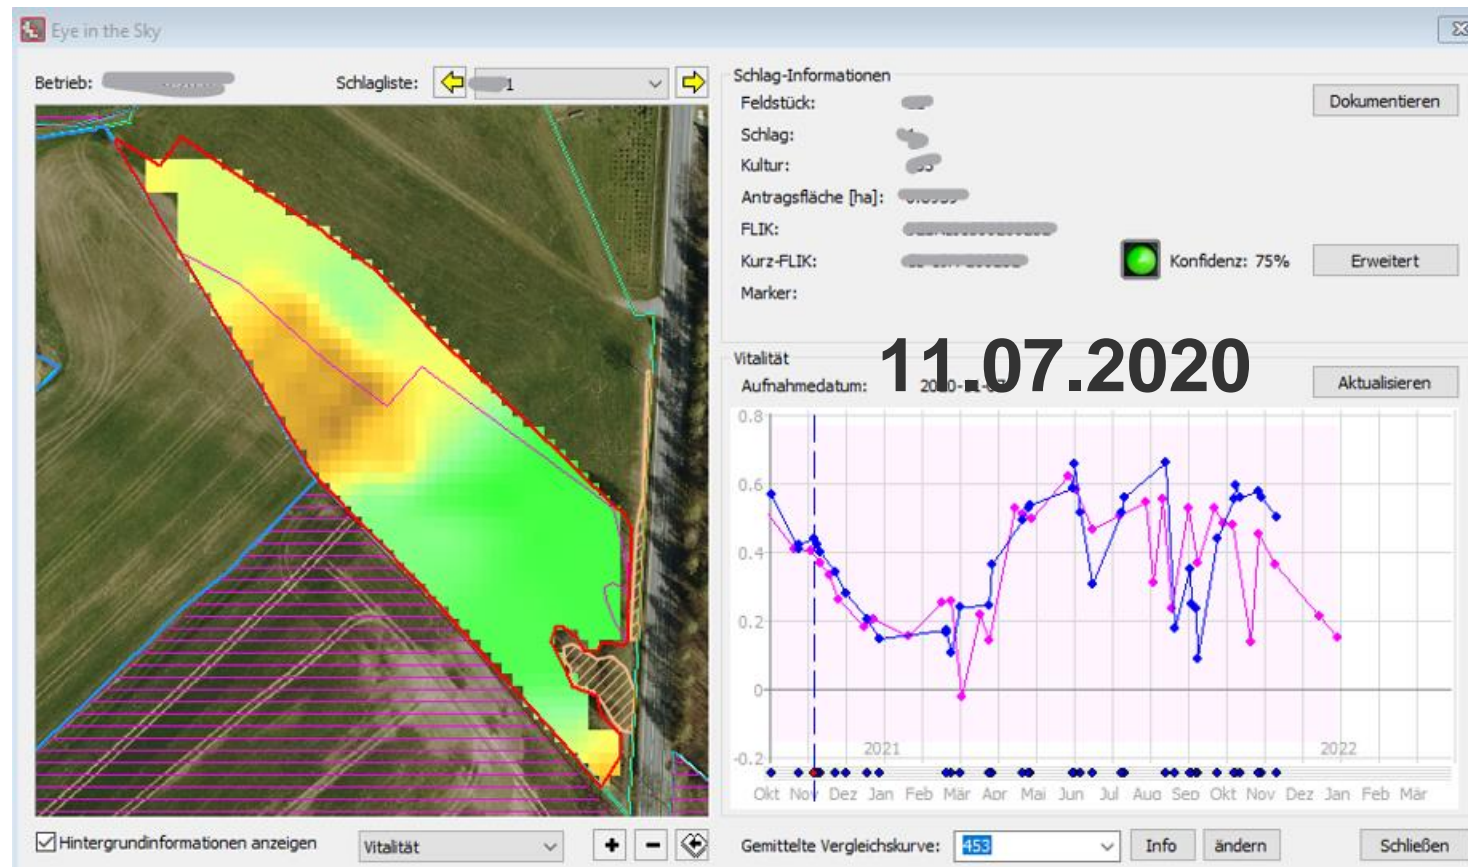 Eye in the Sky
Betrieb:
Schlagliste: 1
Schlag-Informationen
Feldstück:
Dokumentieren
Schlag:
Kultur:
Antragsfläche [ha]:
FLIK:
Kurz-FLIK:
Konfidenz: 75%
Erweitert
Marker:
Vitalität
11.07.2020
Aufnahmedatum:
Aktualisieren
0.8
0.6
0.4
0.2
0
-0.2
2021
2022
Okt Nov Dez Jan Feb Mär Apr Mai Jun Jul Aug Sep Okt Nov Dez Jan Feb Mär
Hintergrundinformationen anzeigen
Vitalität
+ -
Gemittelte Vergleichskurve: 453
Info
ändern
Schließen